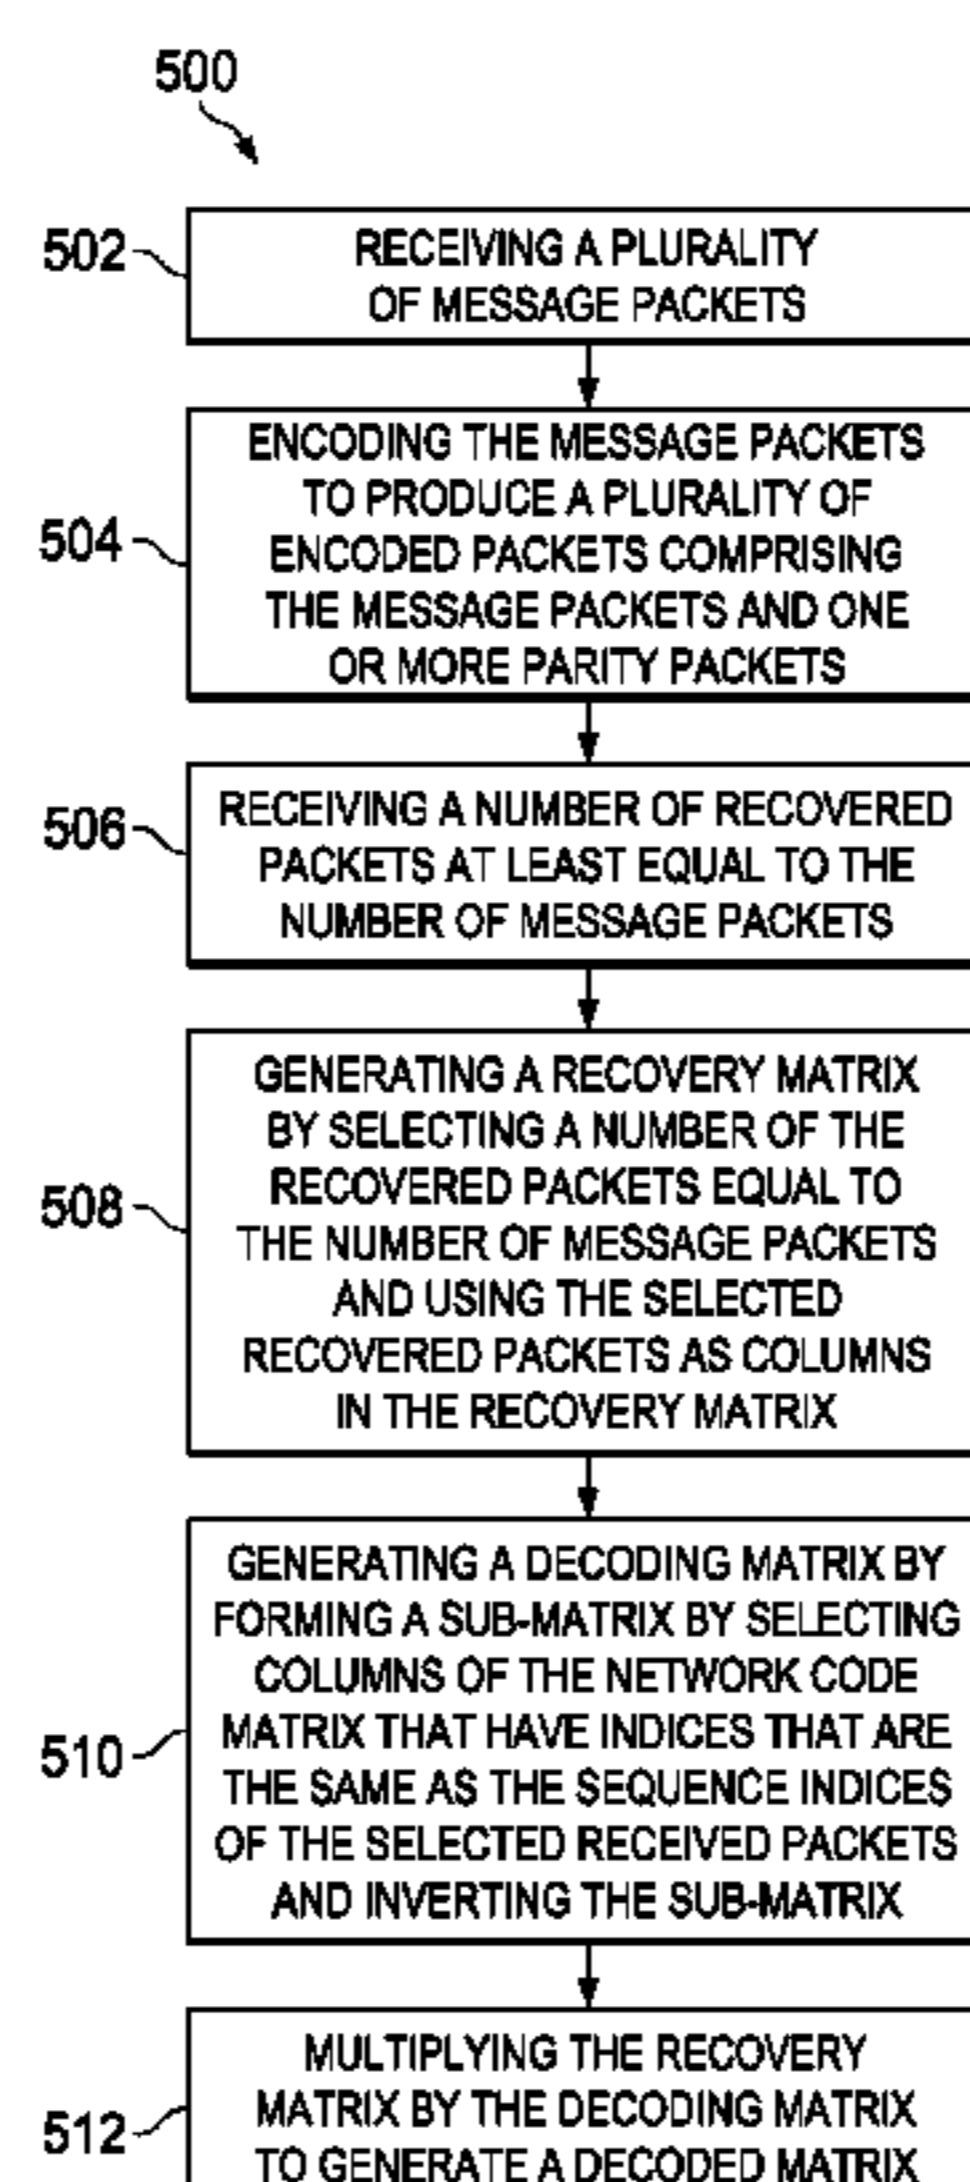 500
502
RECEIVING A PLURALITY
OF MESSAGE PACKETS
504
ENCODING THE MESSAGE PACKETS
TO PRODUCE A PLURALITY OF
ENCODED PACKETS COMPRISING
THE MESSAGE PACKETS AND ONE
OR MORE PARITY PACKETS
506
RECEIVING A NUMBER OF RECOVERED
PACKETS AT LEAST EQUAL TO THE
NUMBER OF MESSAGE PACKETS
508
GENERATING A RECOVERY MATRIX
BY SELECTING A NUMBER OF THE
RECOVERED PACKETS EQUAL TO
THE NUMBER OF MESSAGE PACKETS
AND USING THE SELECTED
RECOVERED PACKETS AS COLUMNS
IN THE RECOVERY MATRIX
510
GENERATING A DECODING MATRIX BY
FORMING A SUB-MATRIX BY SELECTING
COLUMNS OF THE NETWORK CODE
MATRIX THAT HAVE INDICES THAT ARE
THE SAME AS THE SEQUENCE INDICES
OF THE SELECTED RECEIVED PACKETS
AND INVERTING THE SUB-MATRIX
512
MULTIPLYING THE RECOVERY
MATRIX BY THE DECODING MATRIX
TO GENERATE A DECODED MATRIX